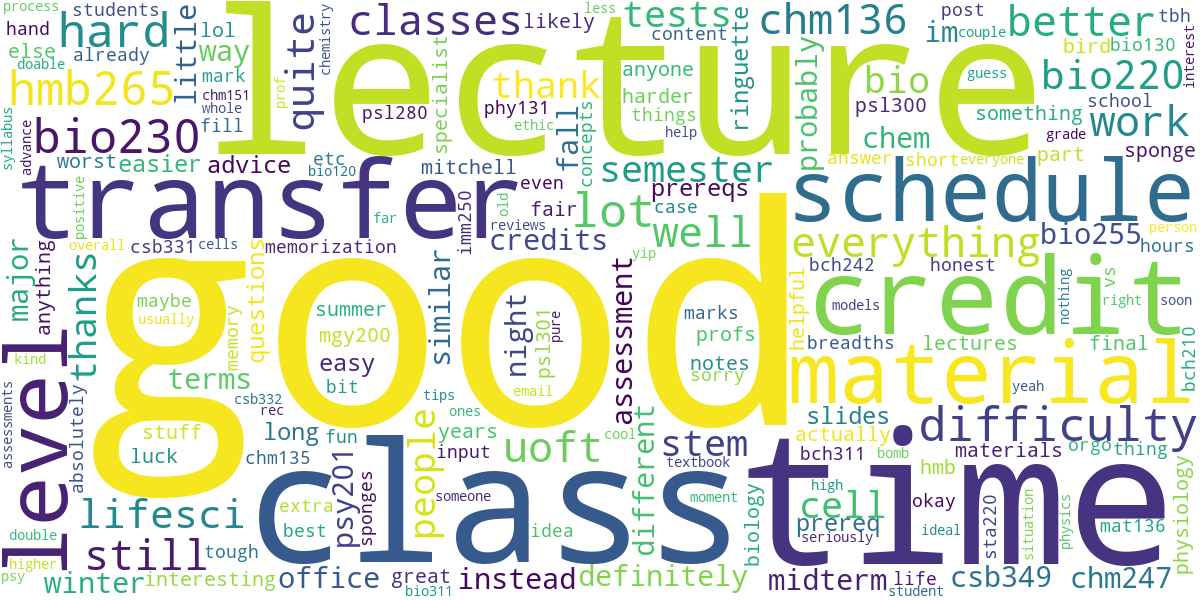 process
students
hand
hard
lol
else
already
way
little
hmb265
mark
chm151
whole
fill
quite
chemistry
prof
lecture
classes
likely
tests
content
chm136
im
post
couple
tbh
better
less
doable
specialist
thank
anyone
harder
things
ringuette
probably
bio
guess
bird
bio130
bio220
interest
psl280
phy131
ethic
help
fall
concepts
psl300
chem
something
school
work
grade
syllabus
advance
bio230
worst
easier
advice
etc
bio120
mitchell
semester
answer
short
everyone
part
sponge
transfer
even
fair
old
reviews
imm250
prereqs
case
lot
well
yip
schedule
positive
far
overall
csb331
cells
memorization
credits
everything
bio255
person
hours
major
anything
thanks
questions
memory
similar
good
maybe
usually
summer
mgy200
easy
bit
night
psl301
pure
email
assessment
marks
profs
notes
sorry
helpful
bch242
honest
models
nothing
vs
right
soon
credit
breadths
lectures
final
bch210
level
kind
terms
csb332
rec
tips
ones
material
yeah
assessments
absolutely
stuff
luck
long
fun
chm135
people
years
input
uoft
cool
different
stem
textbook
slides
actually
bch311
bomb
difficulty
materials
orgo
thing
hmb
physiology
class
time
lifesci
extra
best
psy201
sponges
someone
idea
moment
biology
high
cell
prereq
seriously
okay
ideal
sta220
situation
physics
mat136
double
higher
psy
still
tough
winter
interesting
office
great
bio311
instead
definitely
midterm
life
student
csb349
chm247